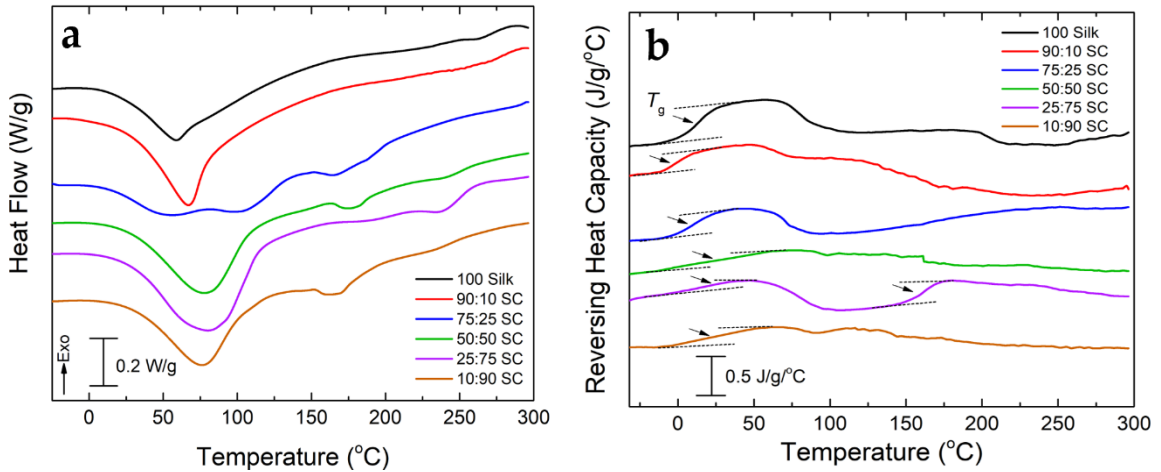 a
Heat Flow (W/g)
100 Silk
90:10 SC
75:25 SC
50:50 SC
25:75 SC
10:90 SC
Exo
0.2 W/g
0 50 100 150 200 250 300
Temperature (°C)
b
Reversing Heat Capacity (J/g/°C)
100 Silk
90:10 SC
75:25 SC
50:50 SC
25:75 SC
10:90 SC
Tg
0.5 J/g/°C
0 50 100 150 200 250 300
Temperature (°C)